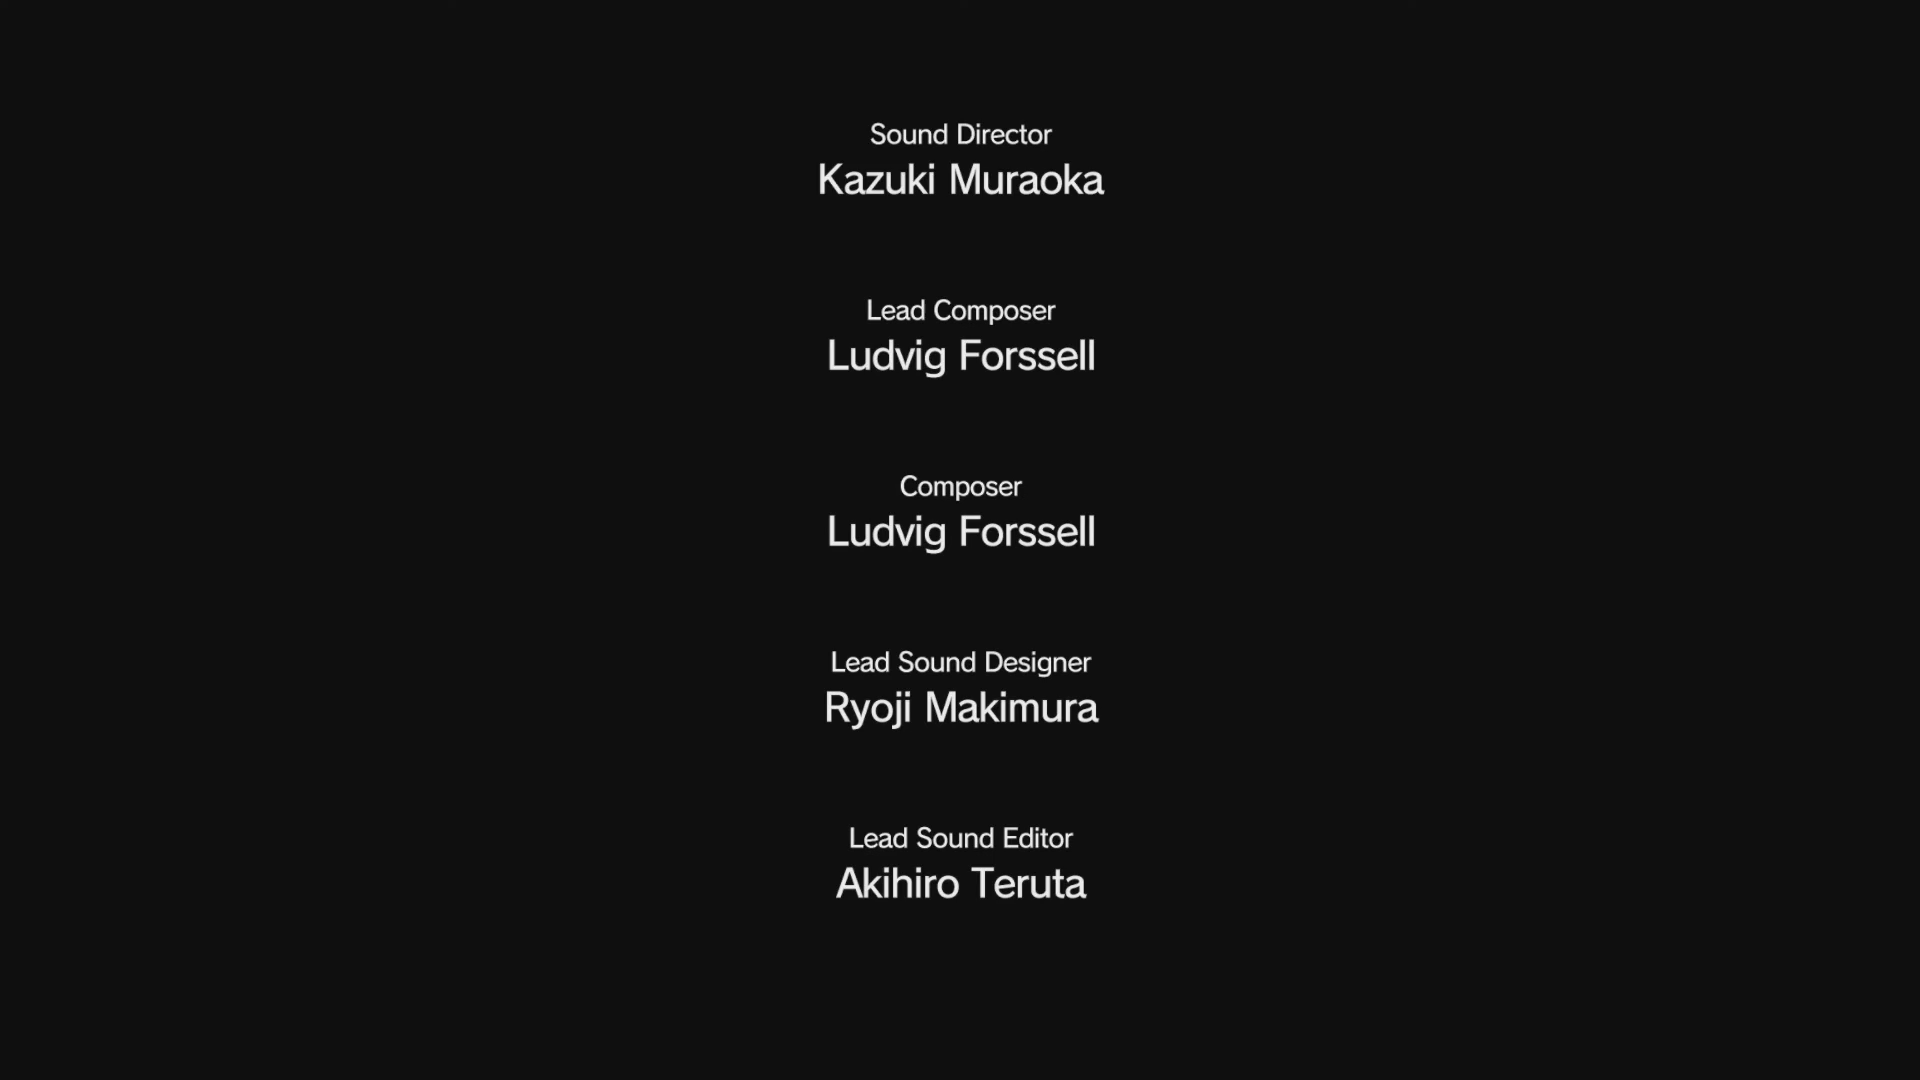 Sound Director
Kazuki Muraoka
Lead Composer
Ludvig Forssell
Composer
Ludvig Forssell
Lead Sound Designer
Ryoji Makimura
Lead Sound Editor
Akihiro Teruta